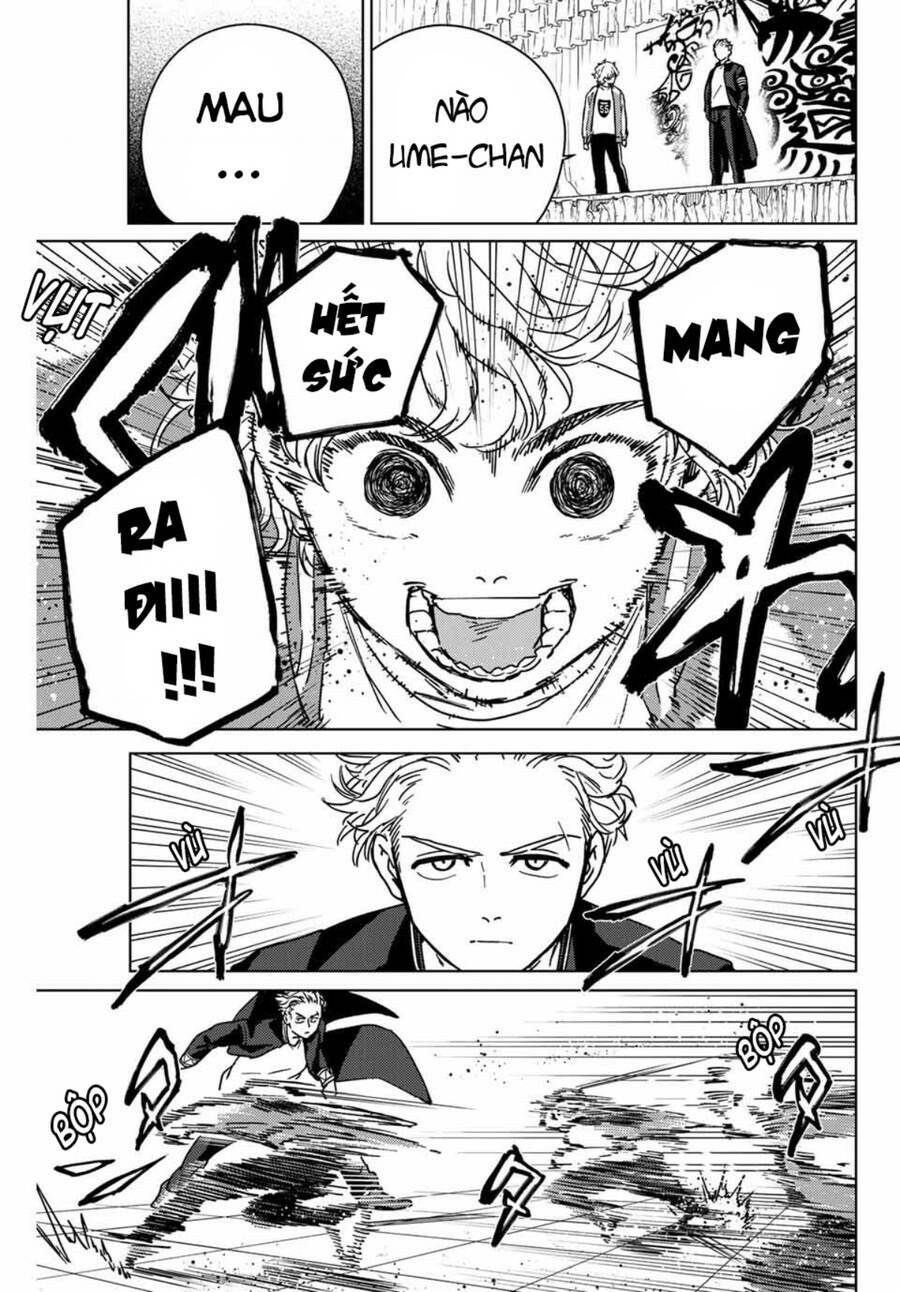 NÀO
UME-CHAN
MAU
...
MANG
HẾT
SỨC
RA
ĐIIII
!!!
VỤT
VÙ
VÙ
VÙ
BỘP
BỘP